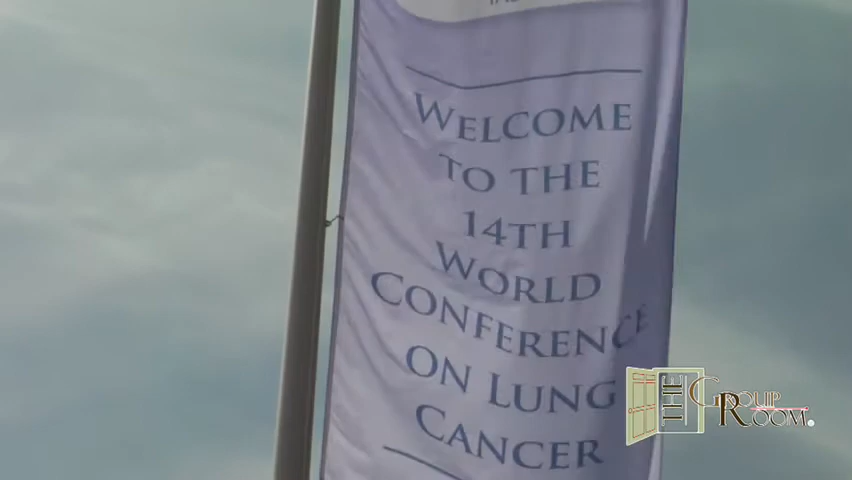 WELCOME
TO THE
14TH
WORLD
CONFERENCE
ON LUNG
CANCER
THE GROUP ROOM.